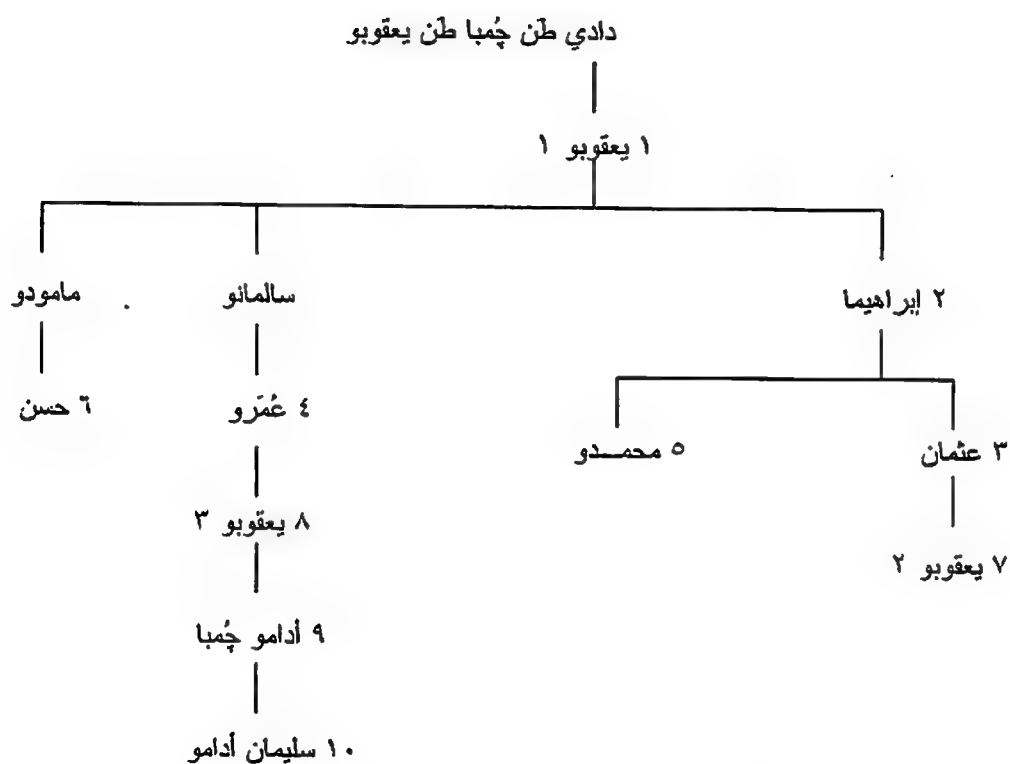 دادي طَن چُمبا طَن يعقوبو
١ يعقوبو ١
٢ إبراهيما
سالمانو
مامودو
٣ عثمان
٥ محمـدو
٤ عُمَرو
٦ حسن
٧ يعقوبو ٢
٨ يعقوبو ٣
٩ أدامو چُمبا
١٠ سليمان أدامو